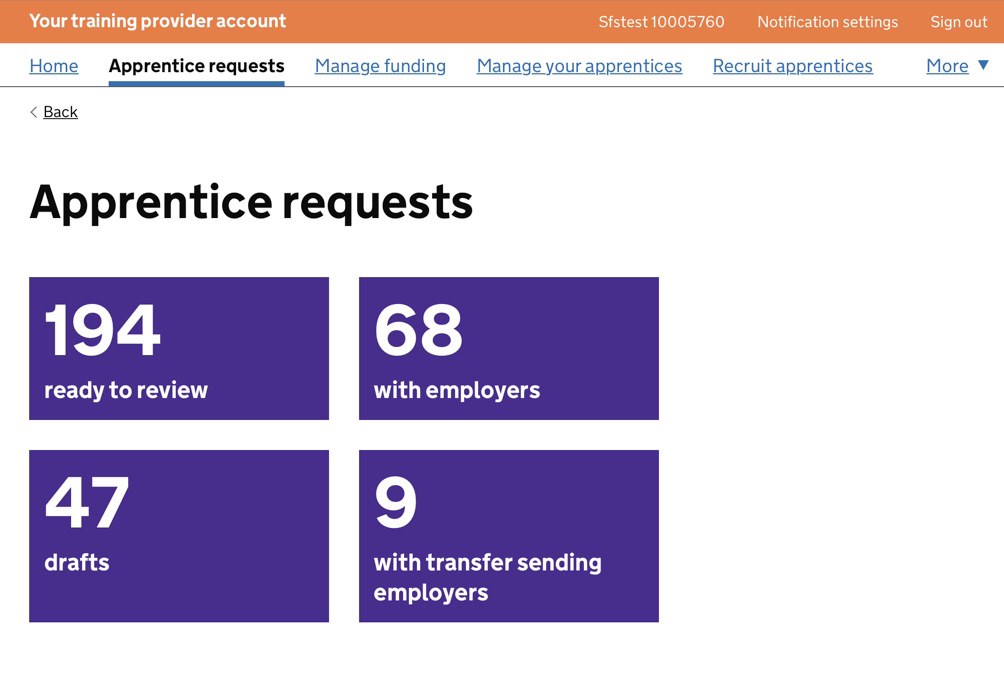 Your training provider account
Sfstest 10005760
Notification settings
Sign out
Home
Apprentice requests
Manage funding
Manage your apprentices
Recruit apprentices
More
Back
Apprentice requests
194
ready to review
68
with employers
47
drafts
9
with transfer sending
employers